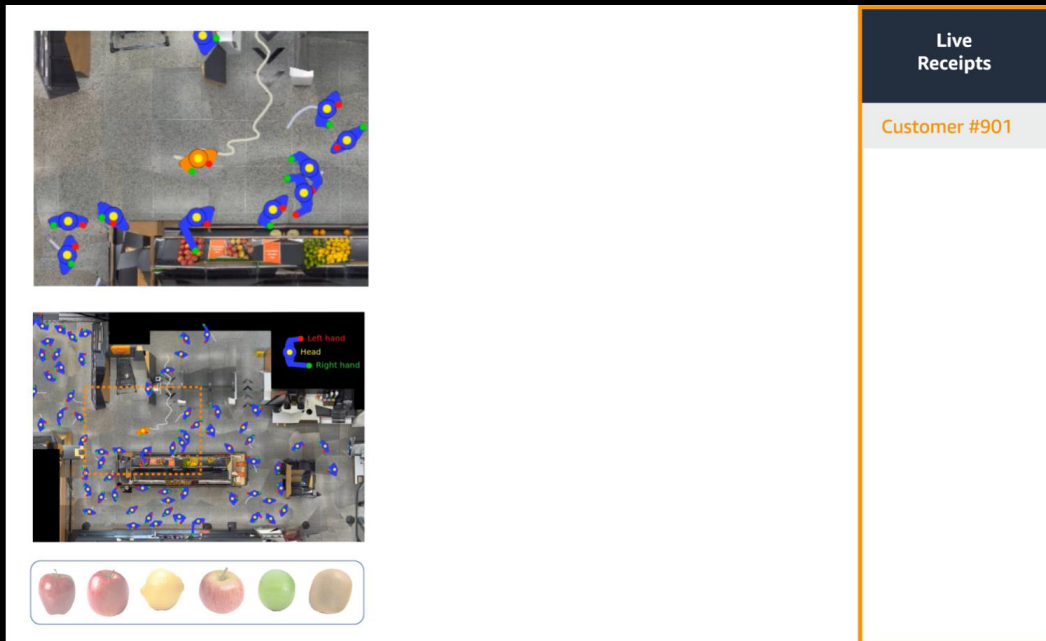 Live
Receipts
Customer #901
Left hand
Head
Right hand